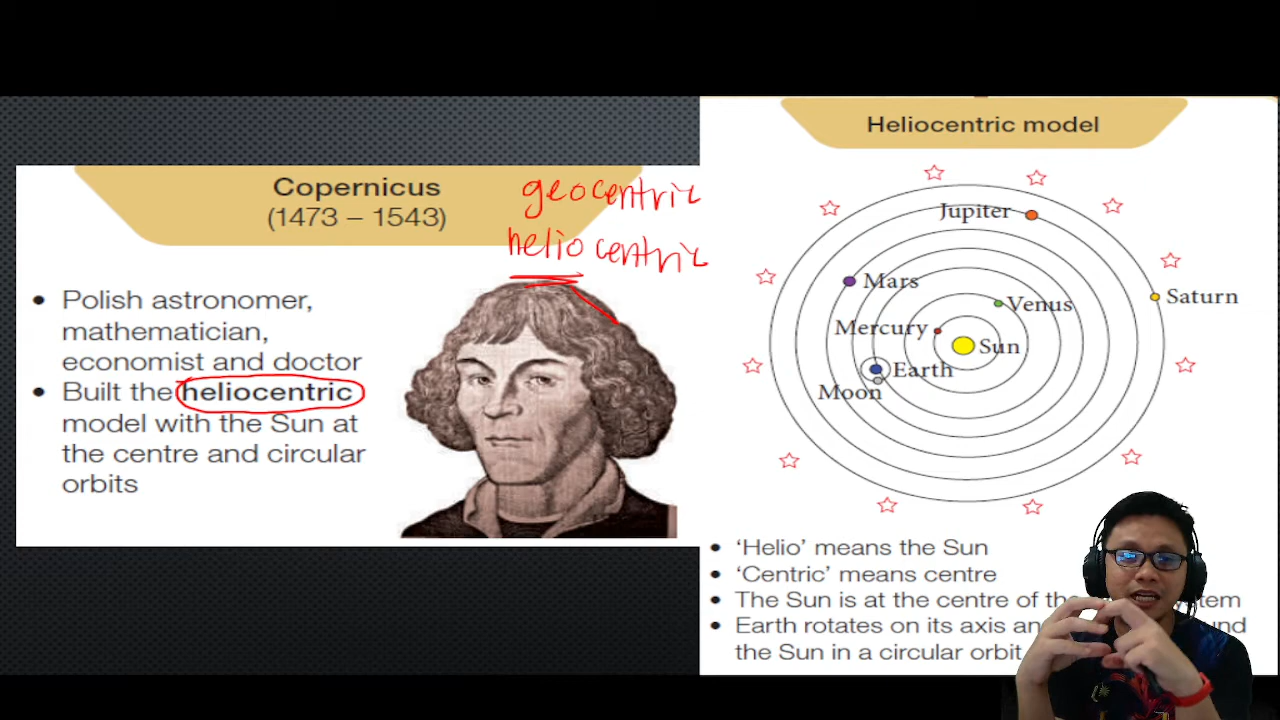 Copernicus
(1473 – 1543)
geocentric
heliocentric
• Polish astronomer,
mathematician,
economist and doctor
• Built the heliocentric
model with the Sun at
the centre and circular
orbits
Heliocentric model
Jupiter
Mars
Venus
Saturn
Mercury
Sun
Earth
Moon
• ‘Helio’ means the Sun
• ‘Centric’ means centre
• The Sun is at the centre of the
• Earth rotates on its axis and
the Sun in a circular orbit